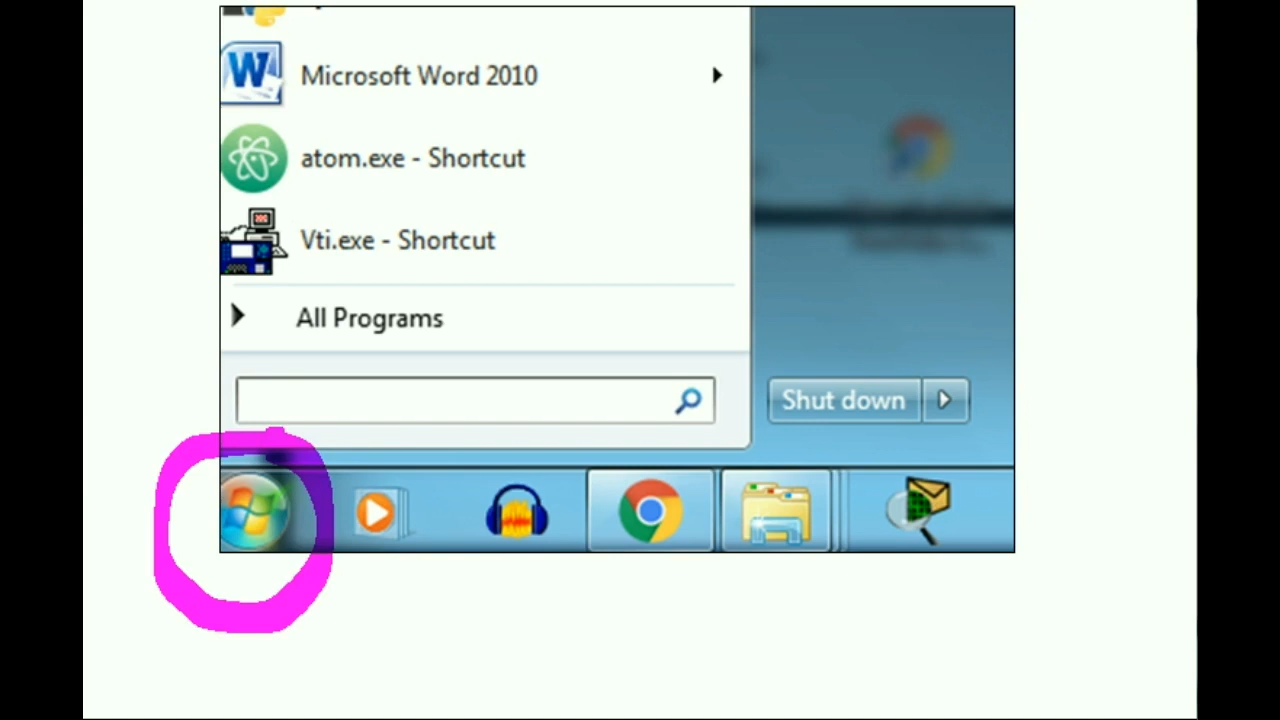 Microsoft Word 2010
atom.exe - Shortcut
Vti.exe - Shortcut
All Programs
Shut down